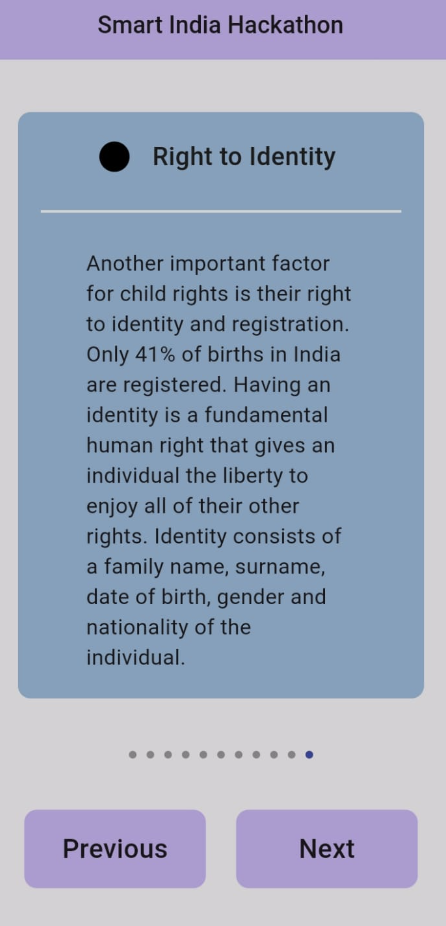 Smart India Hackathon
Right to Identity
Another important factor
for child rights is their right
to identity and registration.
Only 41% of births in India
are registered. Having an
identity is a fundamental
human right that gives an
individual the liberty to
enjoy all of their other
rights. Identity consists of
a family name, surname,
date of birth, gender and
nationality of the
individual.
Previous
Next